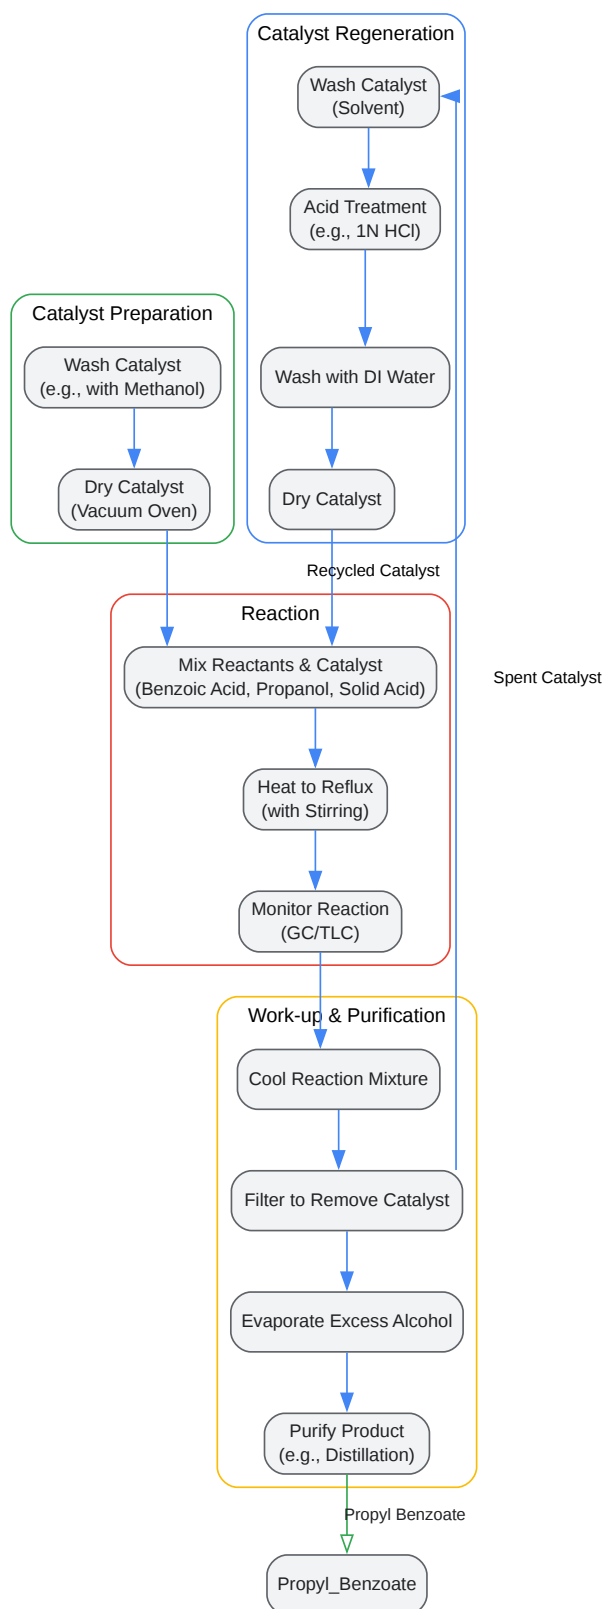 Catalyst Regeneration
Wash Catalyst
(Solvent)
Acid Treatment
(e.g., 1N HCl)
Catalyst Preparation
Wash Catalyst
(e.g., with Methanol)
Wash with DI Water
Dry Catalyst
(Vacuum Oven)
Dry Catalyst
Recycled Catalyst
Reaction
Mix Reactants & Catalyst
(Benzoic Acid, Propanol, Solid Acid)
Spent Catalyst
Heat to Reflux
(with Stirring)
Monitor Reaction
(GC/TLC)
Work-up & Purification
Cool Reaction Mixture
Filter to Remove Catalyst
Evaporate Excess Alcohol
Purify Product
(e.g., Distillation)
Propyl Benzoate
Propyl_Benzoate